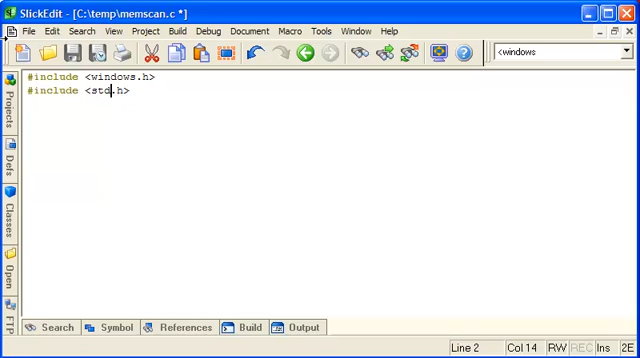 SlickEdit - [C:\temp\memscan.c *]
File Edit Search View Project Build Debug Document Macro Tools Window Help
<windows
#include <windows.h>
#include <std.h>
Projects
Defs
Classes
Open
FTP
Search Symbol References Build Output
Line 2 Col 14 RW REC Ins 2E